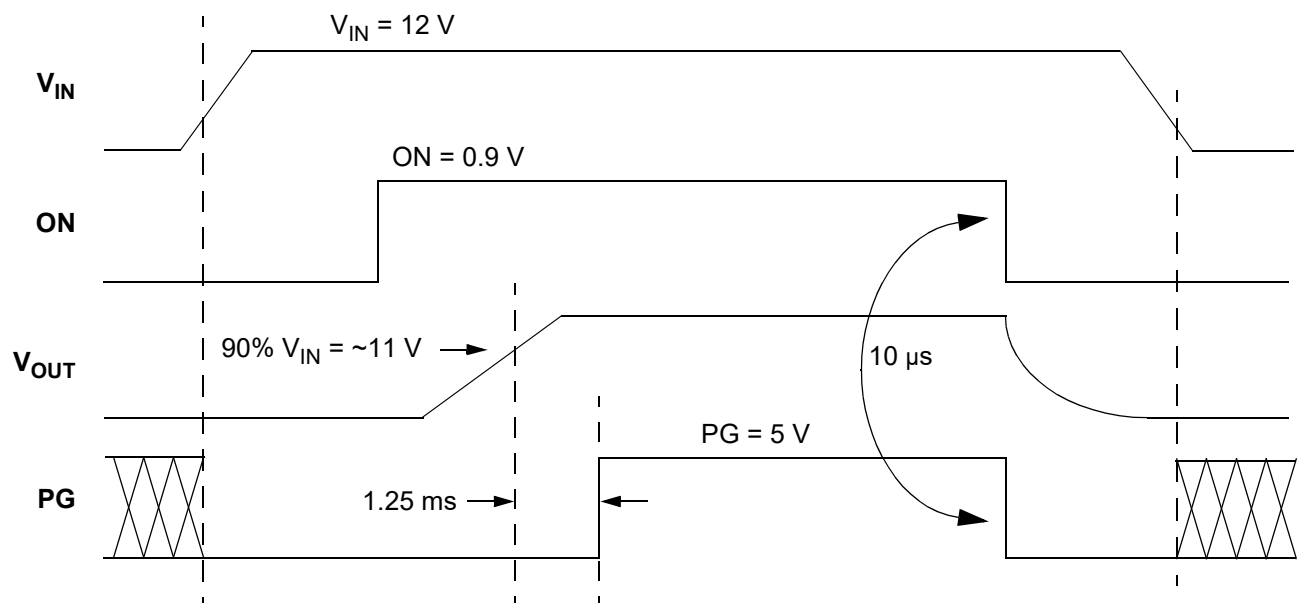 V_IN = 12 V
V_IN
ON = 0.9 V
ON
90% V_IN = ~11 V
V_OUT
10 µs
PG = 5 V
PG
1.25 ms